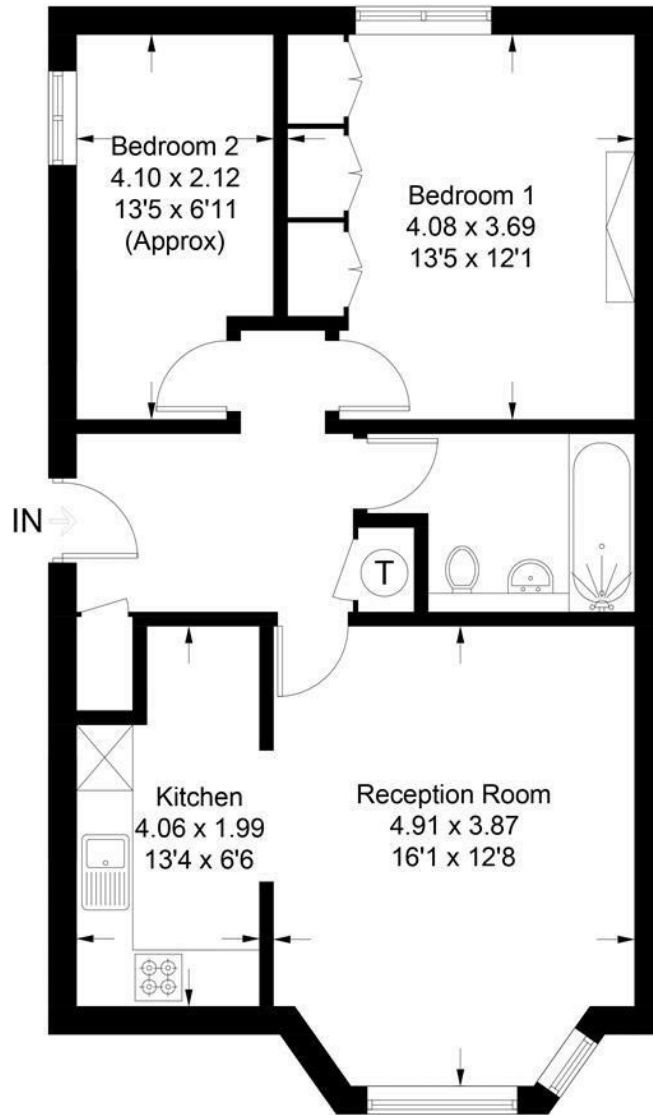 Bedroom 2
4.10 x 2.12
13'5 x 6'11
(Approx)
Bedroom 1
4.08 x 3.69
13'5 x 12'1
IN
T
Kitchen
4.06 x 1.99
13'4 x 6'6
Reception Room
4.91 x 3.87
16'1 x 12'8